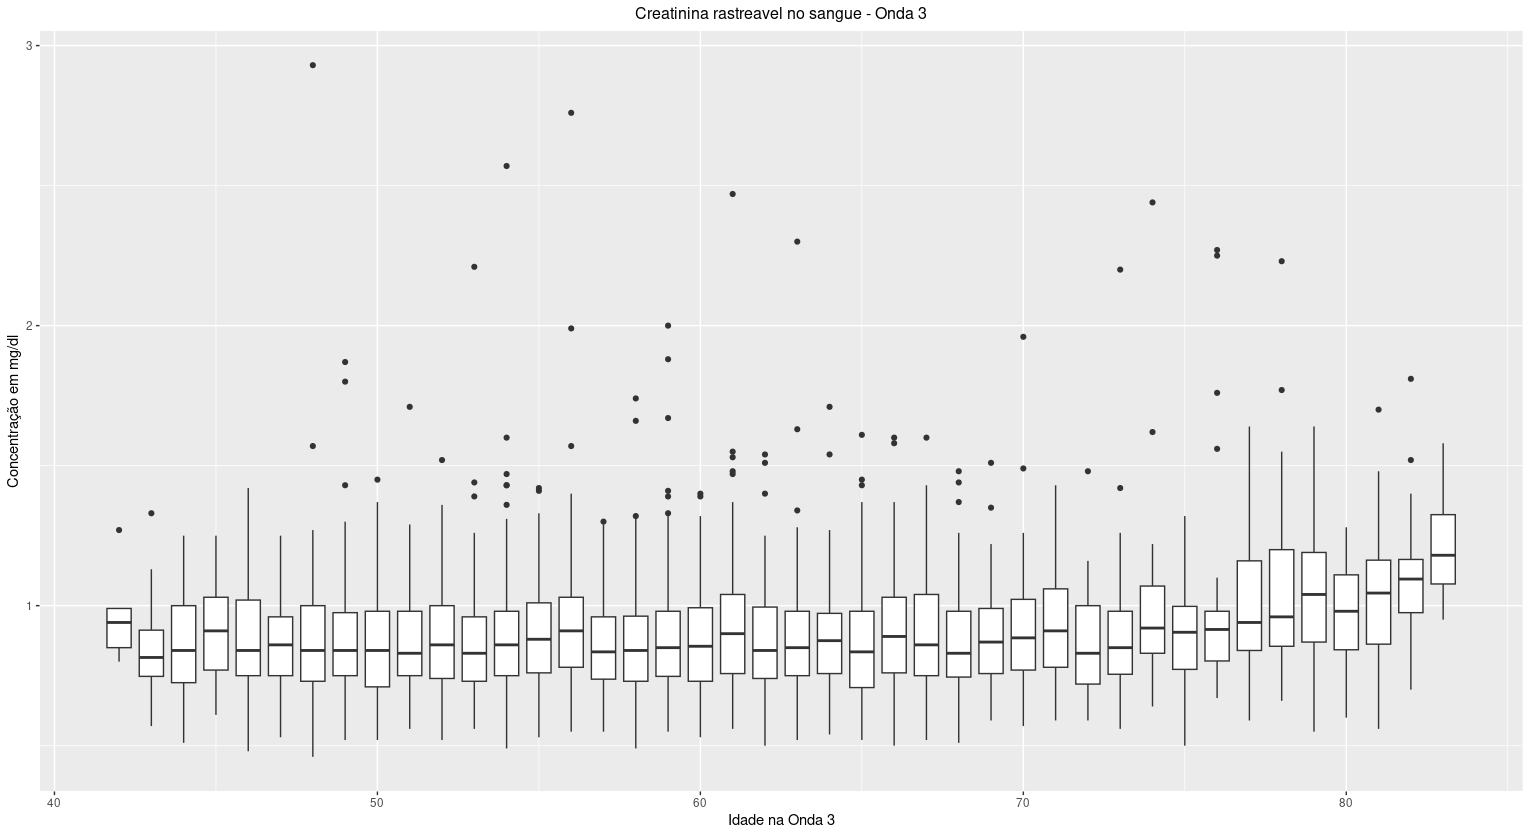 Creatinina rastreavel no sangue - Onda 3
Concentração em mg/dl
3
2
1
40 50 60 70 80
Idade na Onda 3